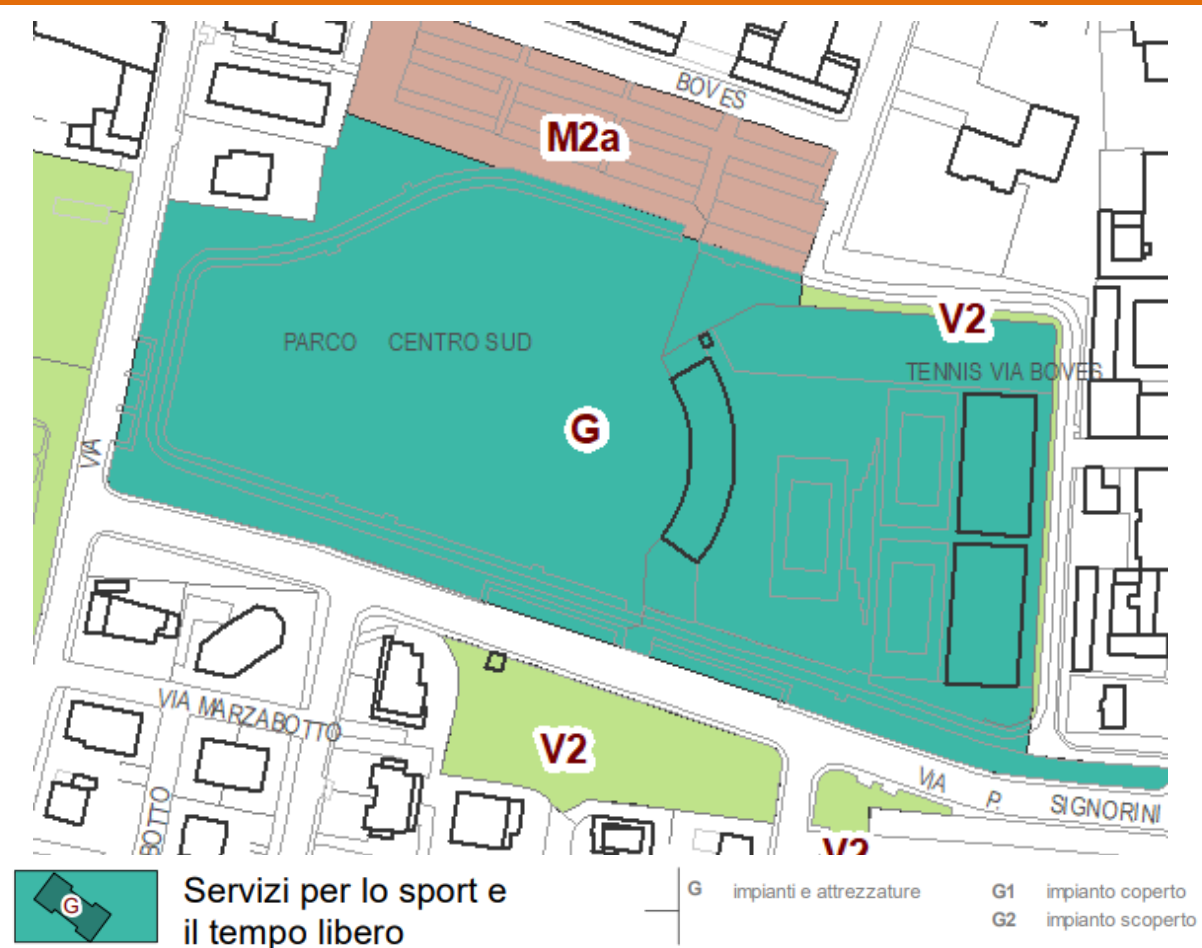 BOVES
M2a
V2
PARCO CENTRO SUD
TENNIS VIA BOVES
G
VIA
VIA MARZABOTTO
V2
VIA P. SIGNORINI
BOTTO
V2
G
Servizi per lo sport e
il tempo libero
G impianti e attrezzature
G1 impianto coperto
G2 impianto scoperto